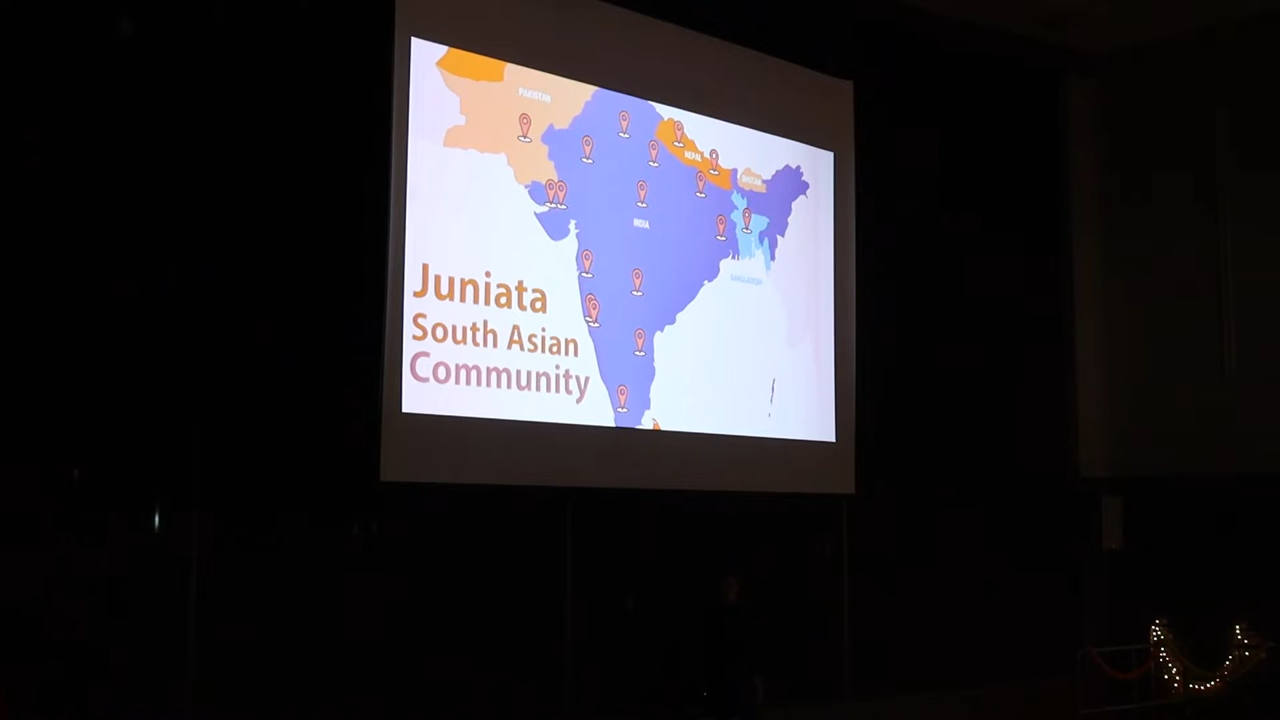 PAKISTAN
NEPAL
BHUTAN
INDIA
BANGLADESH
Juniata
South Asian
Community